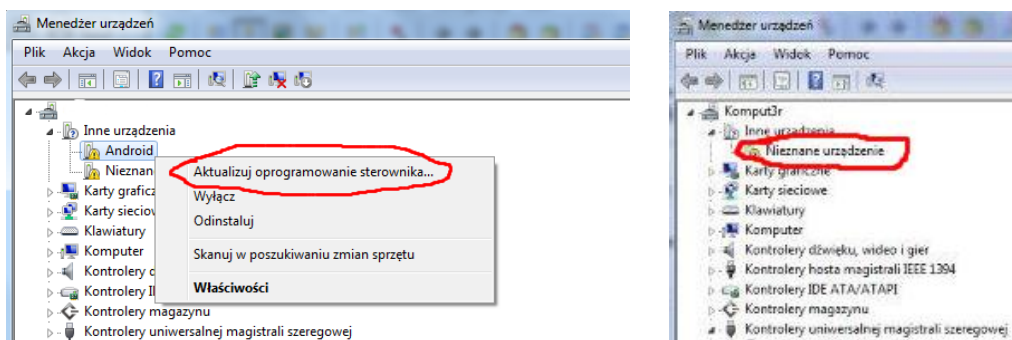 Menedżer urządzeń
Plik Akcja Widok Pomoc
Inne urządzenia
Android
Nieznan
Aktualizuj oprogramowanie sterownika...
Wyłącz
Odinstaluj
Skanuj w poszukiwaniu zmian sprzętu
Właściwości
Karty graficz
Karty sieciow
Klawiatury
Komputer
Kontrolery d
Kontrolery I
Kontrolery magazynu
Kontrolery uniwersalnej magistrali szeregowej
Menedżer urządzeń
Plik Akcja Widok Pomoc
Komput3r
Inne urządzenia
Nieznane urządzenie
Karty graficzne
Karty sieciowe
Klawiatury
Komputer
Kontrolery dźwięku, wideo i gier
Kontrolery hosta magistrali IEEE 1394
Kontrolery IDE ATA/ATAPI
Kontrolery magazynu
Kontrolery uniwersalnej magistrali szeregowej